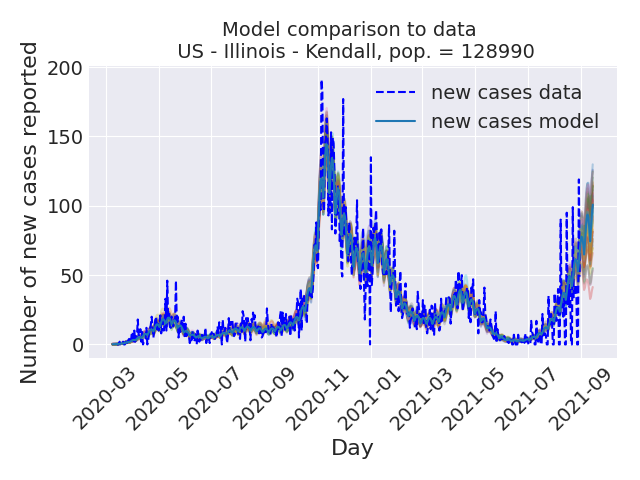 Model comparison to data
US - Illinois - Kendall, pop. = 128990
Number of new cases reported
200
150
100
50
0
new cases data
new cases model
2020-03
2020-05
2020-07
2020-09
2020-11
2021-01
2021-03
2021-05
2021-07
2021-09
Day